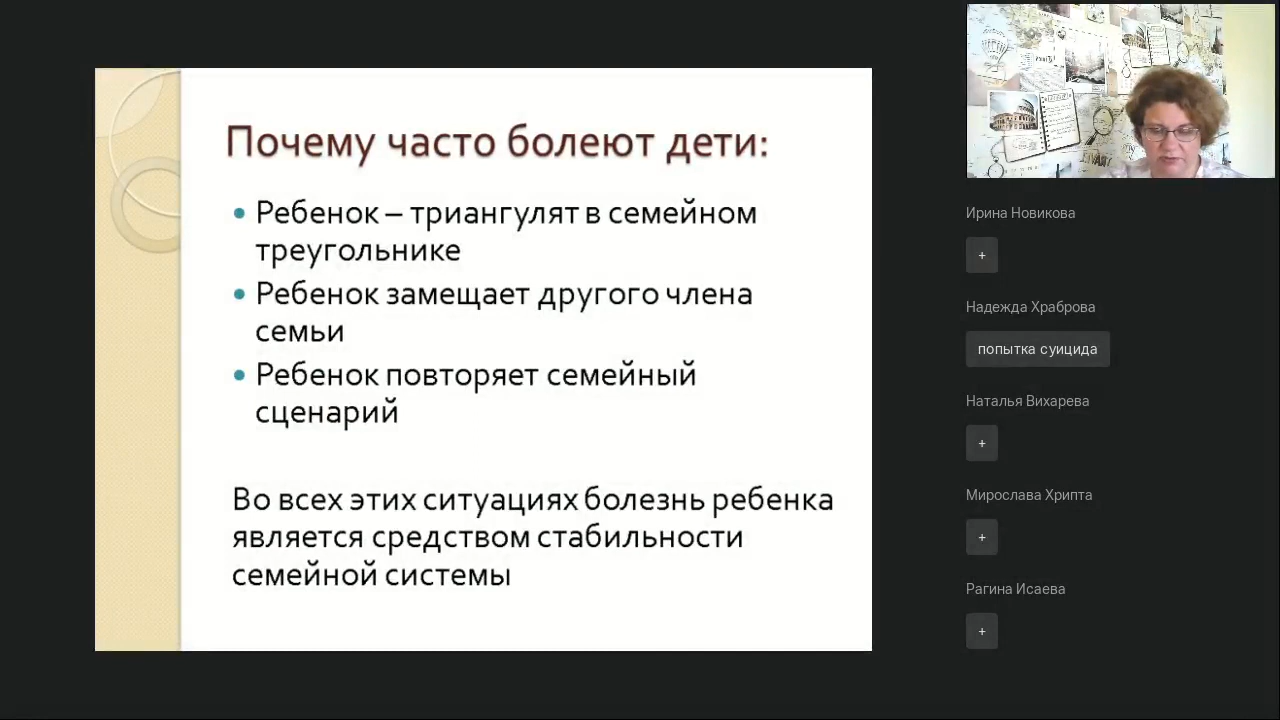 Почему часто болеют дети:
• Ребенок – триангулят в семейном
треугольнике
• Ребенок замещает другого члена
семьи
• Ребенок повторяет семейный
сценарий
Во всех этих ситуациях болезнь ребенка
является средством стабильности
семейной системы
Ирина Новикова
+
Надежда Храброва
попытка суицида
Наталья Вихарева
+
Мирослава Хрипта
+
Рагина Исаева
+